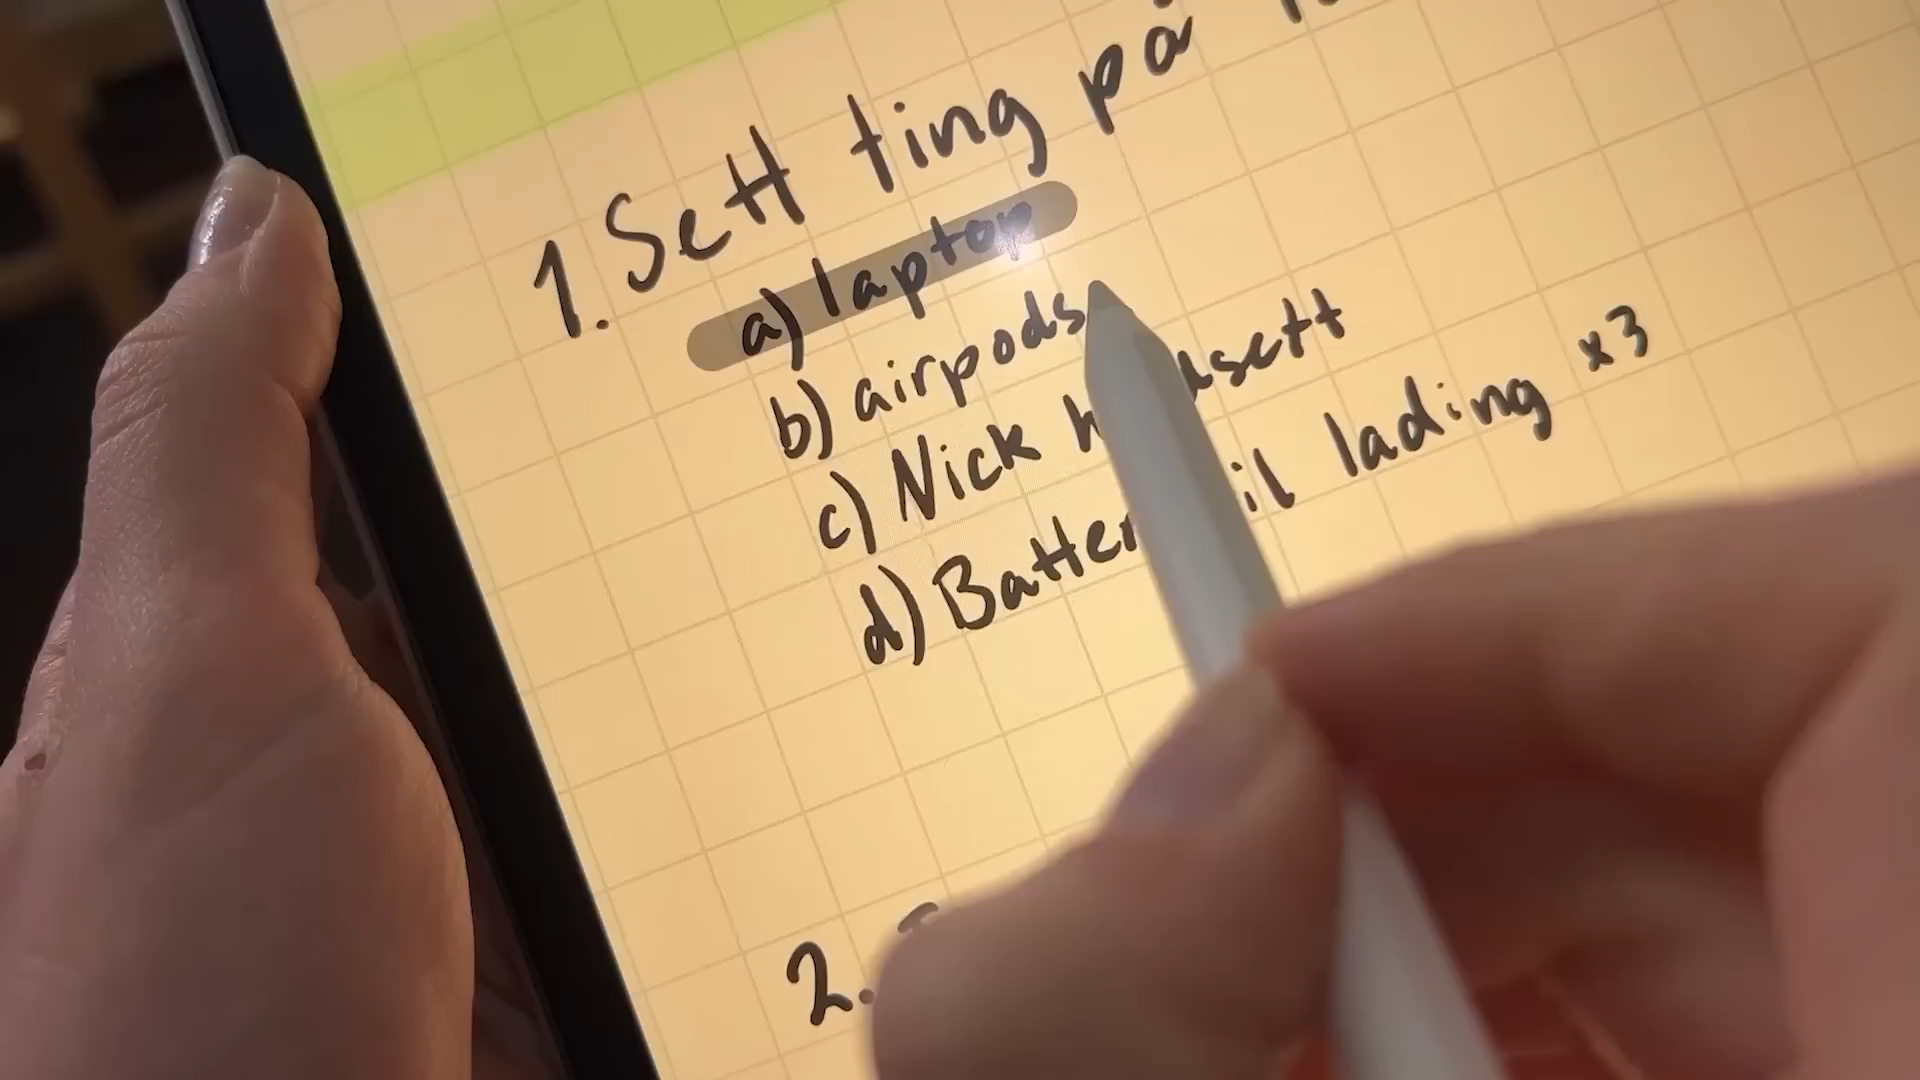 1. Sett ting på
a) laptop
b) airpods
c) Nick
d) lading x3
2.